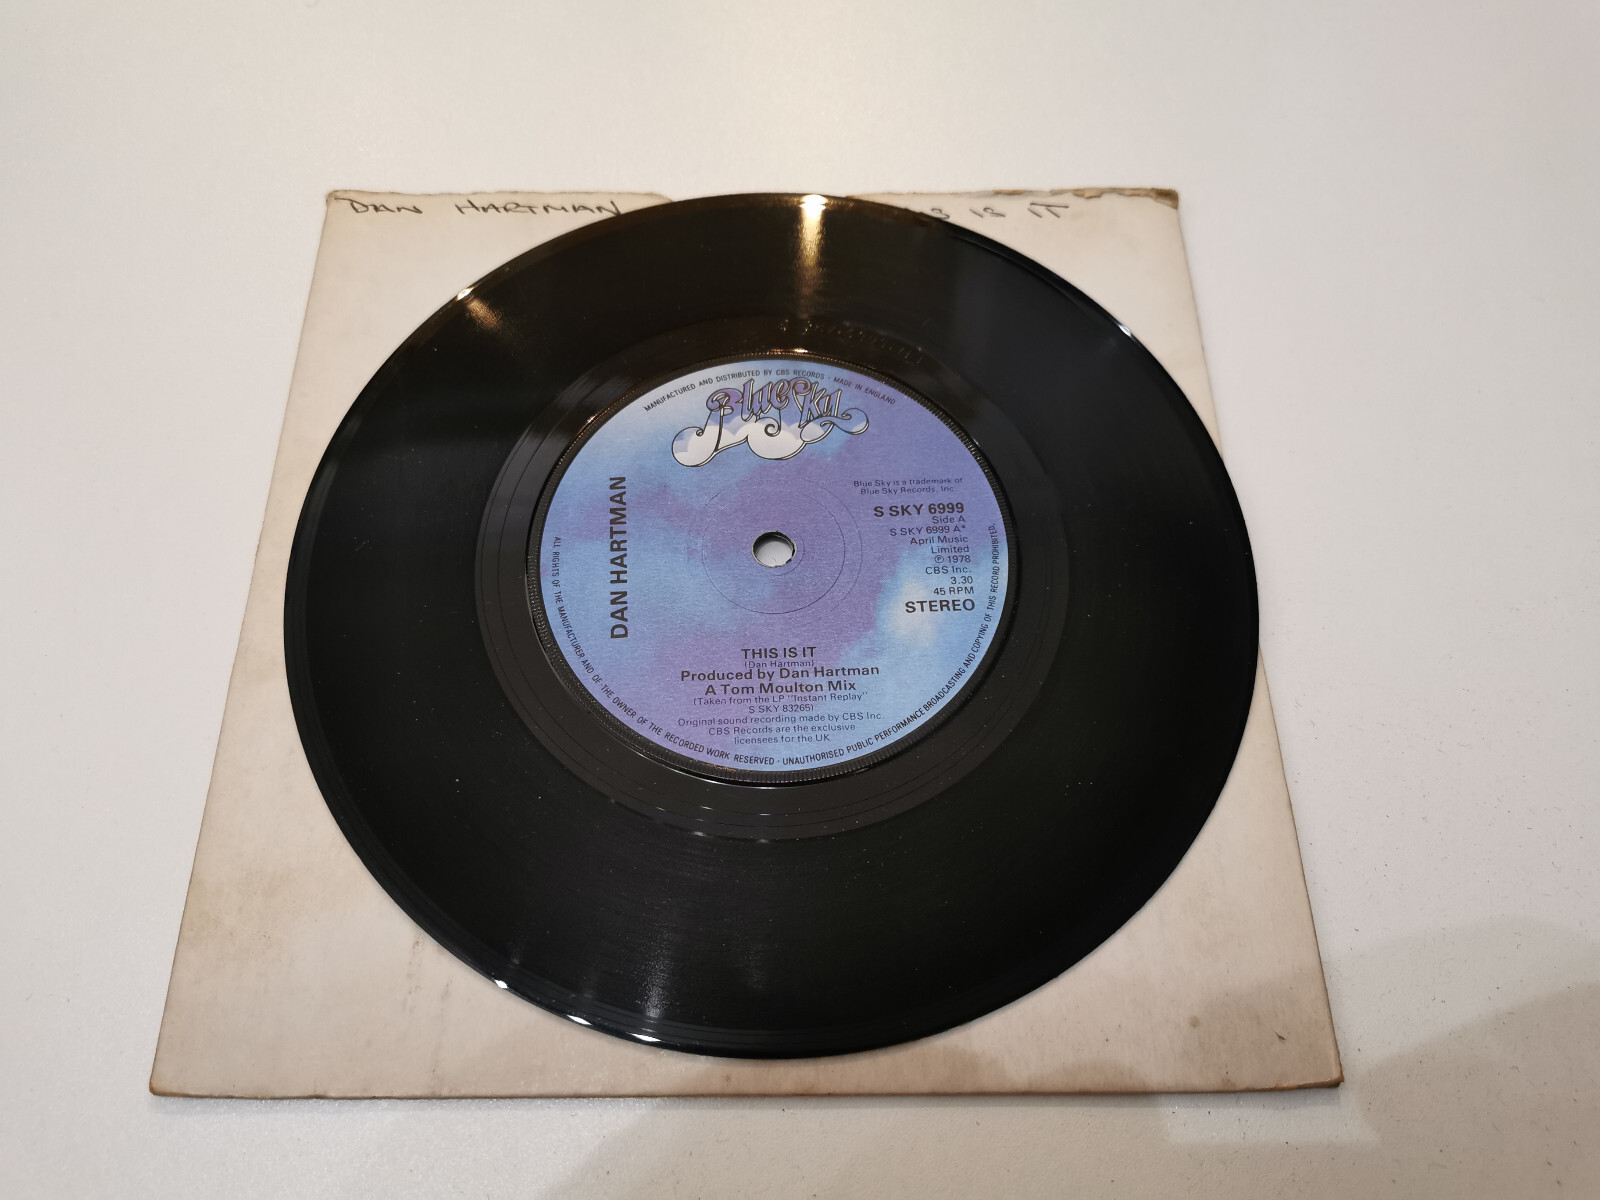 DAN HARTMAN IS IT
MANUFACTURED AND DISTRIBUTED BY CBS RECORDS · MADE IN ENGLAND
Blue Sky
Blue Sky is a trademark of
Blue Sky Records, Inc.
S SKY 6999
Side A
S SKY 6999 A*
April Music
Limited
℗ 1978
CBS Inc.
3.30
45 RPM
STEREO
DAN HARTMAN
THIS IS IT
(Dan Hartman)
Produced by Dan Hartman
A Tom Moulton Mix
(Taken from the LP "Instant Replay"
S SKY 83265)
Original sound recording made by CBS Inc.
CBS Records are the exclusive
licensees for the UK
ALL RIGHTS OF THE MANUFACTURER AND OF THE OWNER OF THE RECORDED WORK RESERVED · UNAUTHORISED PUBLIC PERFORMANCE BROADCASTING AND COPYING OF THIS RECORD PROHIBITED.